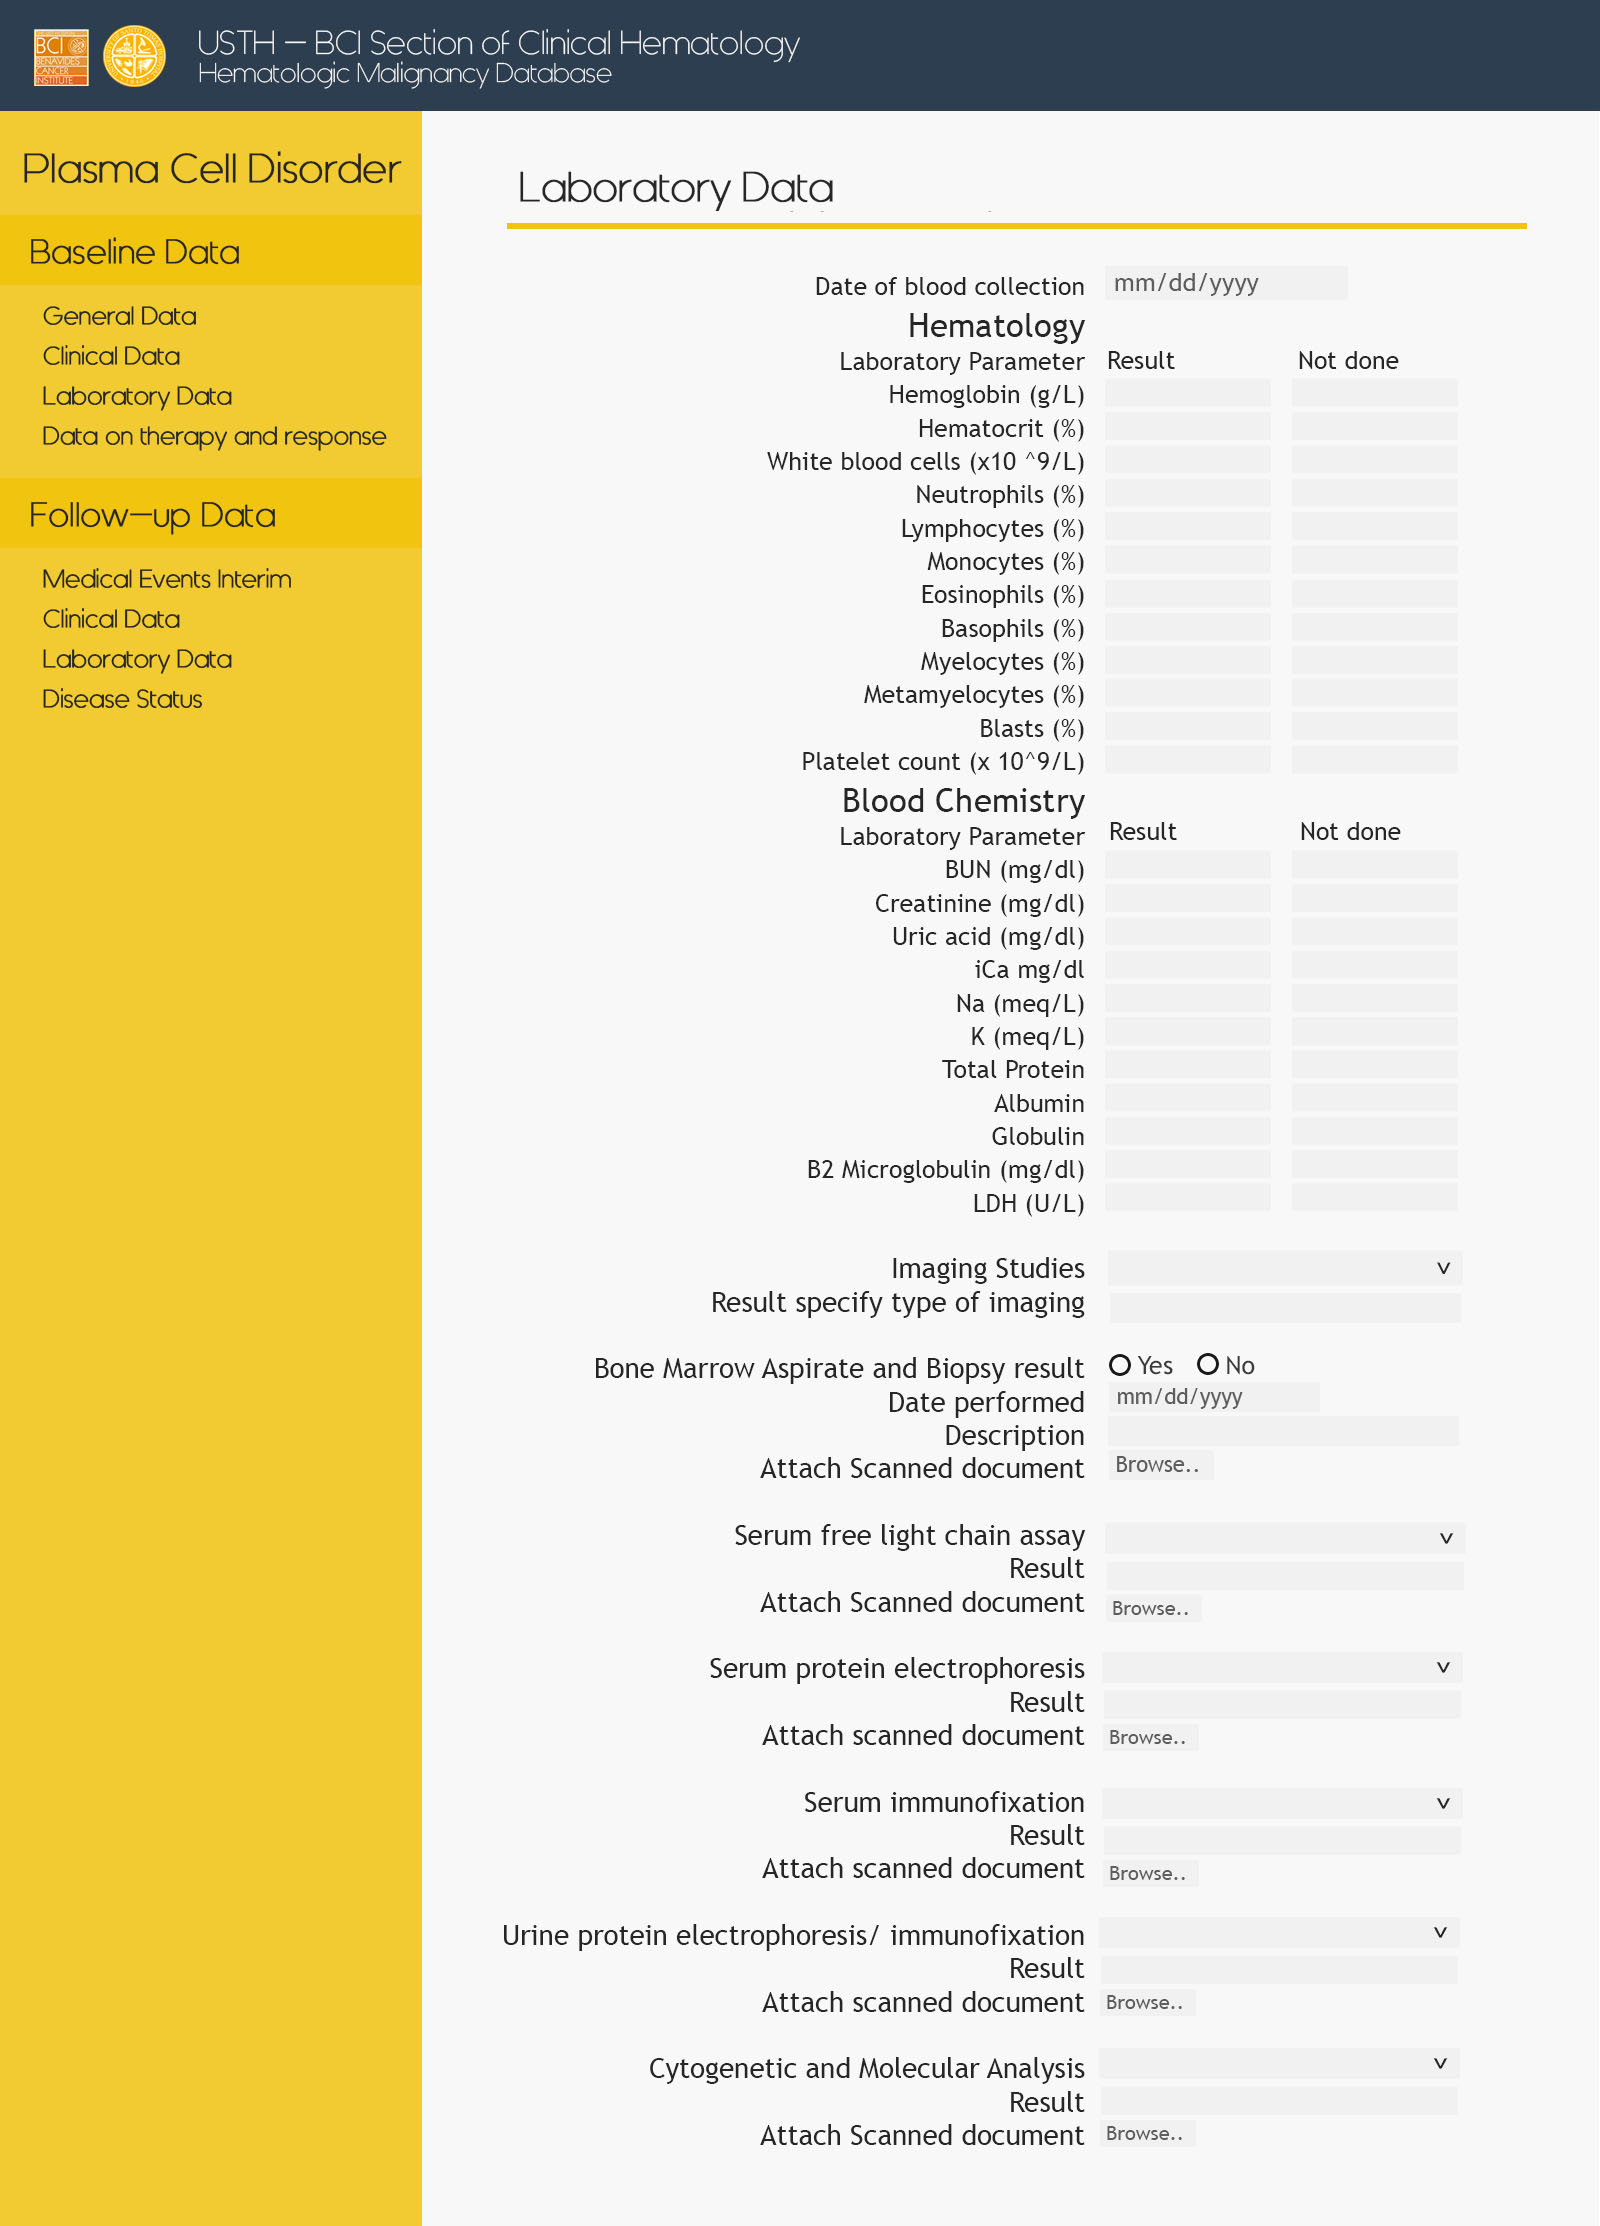 BCI
BENAVIDES
CANCER
INSTITUTE
USTH – BCI Section of Clinical Hematology
Hematologic Malignancy Database
Plasma Cell Disorder
Baseline Data
General Data
Clinical Data
Laboratory Data
Data on therapy and response
Follow-up Data
Medical Events Interim
Clinical Data
Laboratory Data
Disease Status
Laboratory Data
Date of blood collection mm/dd/yyyy
Hematology
Laboratory Parameter Result Not done
Hemoglobin (g/L)
Hematocrit (%)
White blood cells (x10 ^9/L)
Neutrophils (%)
Lymphocytes (%)
Monocytes (%)
Eosinophils (%)
Basophils (%)
Myelocytes (%)
Metamyelocytes (%)
Blasts (%)
Platelet count (x 10^9/L)
Blood Chemistry
Laboratory Parameter Result Not done
BUN (mg/dl)
Creatinine (mg/dl)
Uric acid (mg/dl)
iCa mg/dl
Na (meq/L)
K (meq/L)
Total Protein
Albumin
Globulin
B2 Microglobulin (mg/dl)
LDH (U/L)
Imaging Studies
Result specify type of imaging
Bone Marrow Aspirate and Biopsy result Yes No
Date performed mm/dd/yyyy
Description
Attach Scanned document Browse..
Serum free light chain assay
Result
Attach Scanned document Browse..
Serum protein electrophoresis
Result
Attach scanned document Browse..
Serum immunofixation
Result
Attach scanned document Browse..
Urine protein electrophoresis/ immunofixation
Result
Attach scanned document Browse..
Cytogenetic and Molecular Analysis
Result
Attach Scanned document Browse..